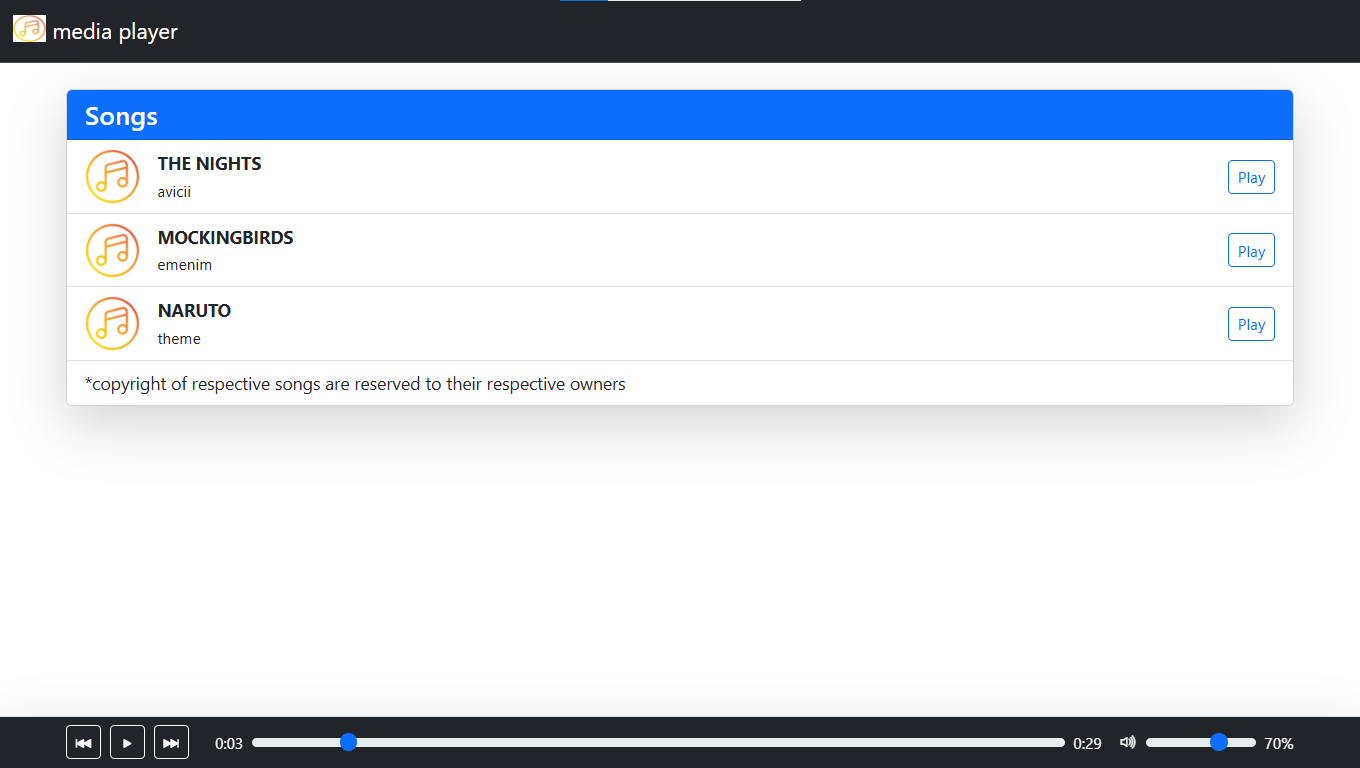 media player
Songs
THE NIGHTS
avicii
Play
MOCKINGBIRDS
emenim
Play
NARUTO
theme
Play
*copyright of respective songs are reserved to their respective owners
0:03
0:29
70%